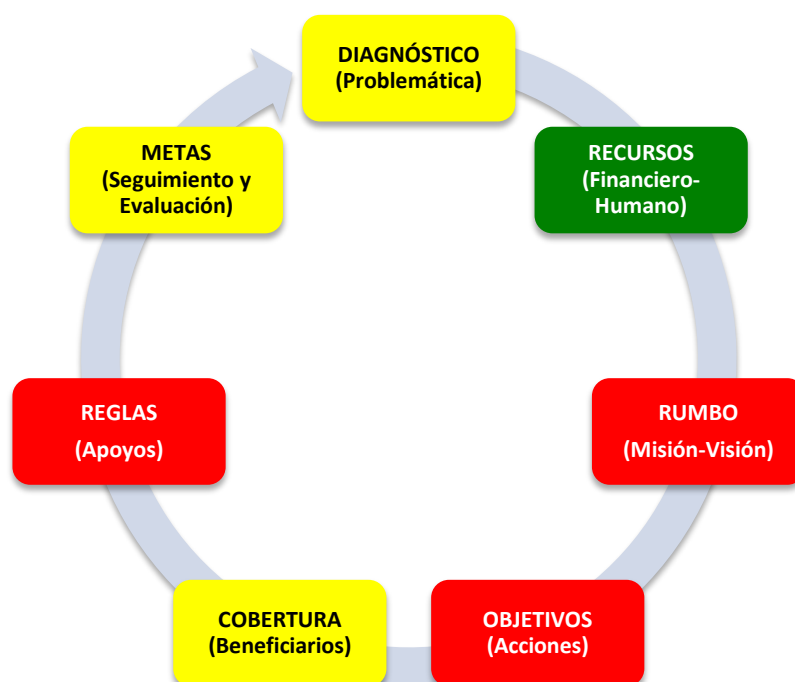 DIAGNÓSTICO
(Problemática)
RECURSOS
(Financiero-
Humano)
RUMBO
(Misión-Visión)
OBJETIVOS
(Acciones)
COBERTURA
(Beneficiarios)
REGLAS
(Apoyos)
METAS
(Seguimiento y
Evaluación)